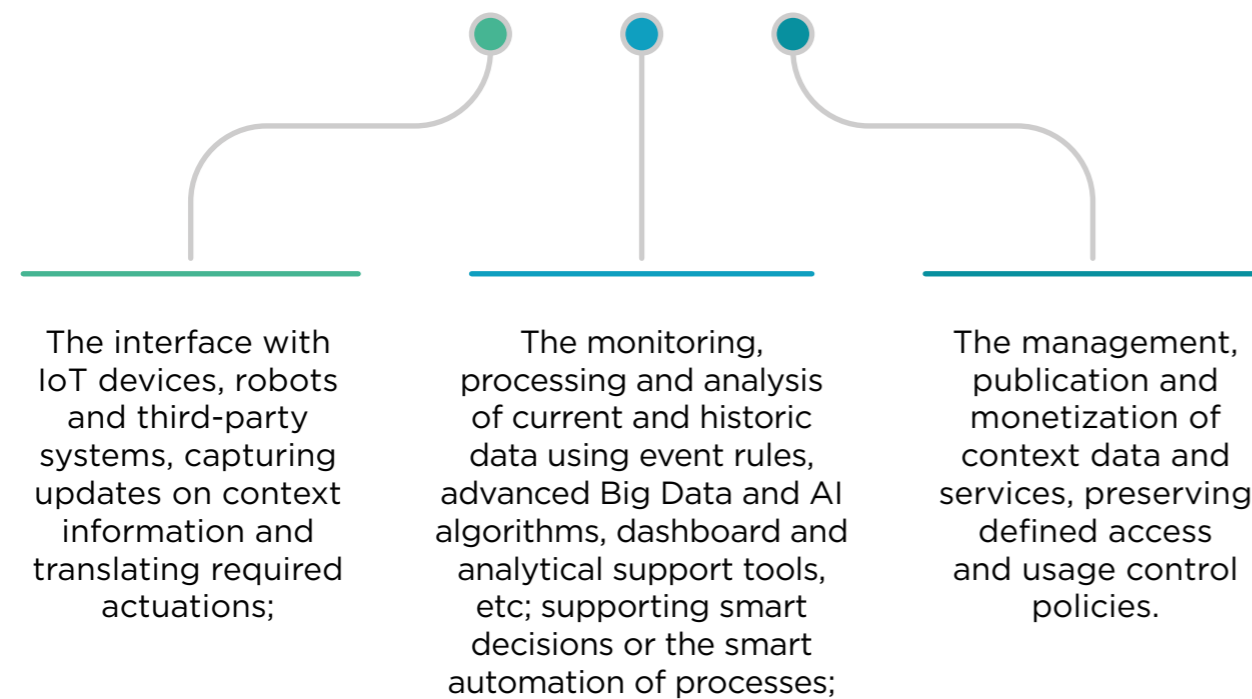 The interface with
IoT devices, robots
and third-party
systems, capturing
updates on context
information and
translating required
actuations;
The monitoring,
processing and analysis
of current and historic
data using event rules,
advanced Big Data and AI
algorithms, dashboard and
analytical support tools,
etc; supporting smart
decisions or the smart
automation of processes;
The management,
publication and
monetization of
context data and
services, preserving
defined access
and usage control
policies.